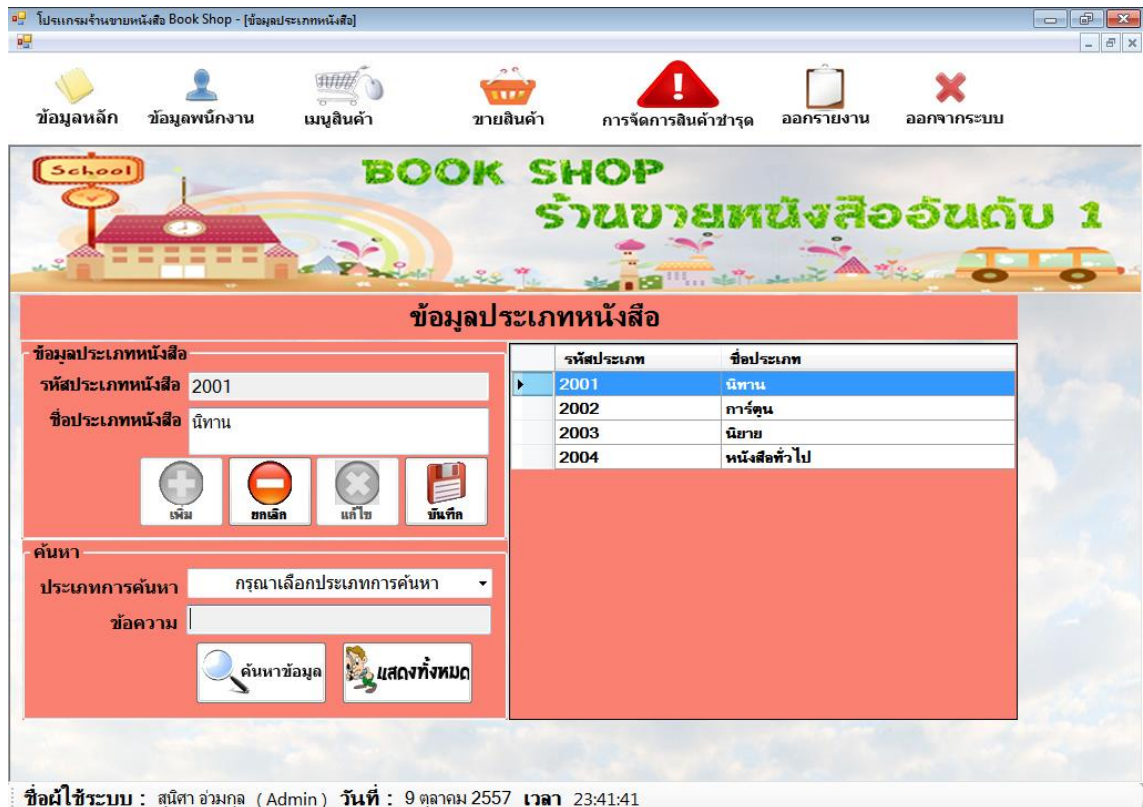 โปรแกรมร้านขายหนังสือ Book Shop - [ข้อมูลประเภทหนังสือ]
ข้อมูลหลัก ข้อมูลพนักงาน เมนูสินค้า ขายสินค้า การจัดการสินค้าชำรุด ออกรายงาน ออกจากระบบ
School
BOOK SHOP
ร้านขายหนังสืออันดับ 1
ข้อมูลประเภทหนังสือ
ข้อมูลประเภทหนังสือ
รหัสประเภทหนังสือ 2001
ชื่อประเภทหนังสือ นิทาน
เพิ่ม ยกเลิก แก้ไข บันทึก
ค้นหา
ประเภทการค้นหา กรุณาเลือกประเภทการค้นหา
ข้อความ
ค้นหาข้อมูล แสดงทั้งหมด
รหัสประเภท ชื่อประเภท
2001 นิทาน
2002 การ์ตูน
2003 นิยาย
2004 หนังสือทั่วไป
ชื่อผู้ใช้ระบบ : สนิศา อ่วมกุล ( Admin ) วันที่ : 9 ตุลาคม 2557 เวลา 23:41:41